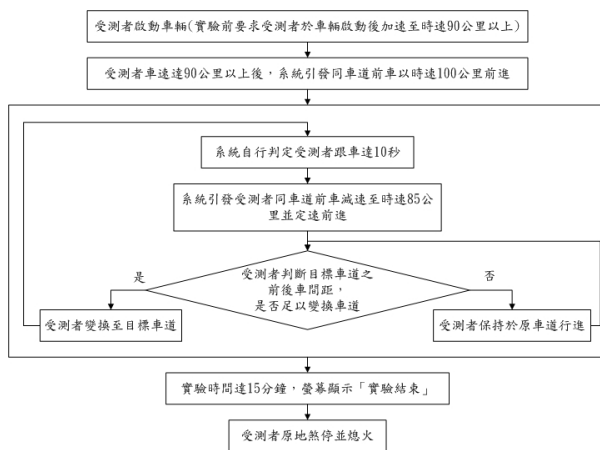 受測者啟動車輛(實驗前要求受測者於車輛啟動後加速至時速90公里以上)
受測者車速達90公里以上後，系統引發同車道前車以時速100公里前進
系統自行判定受測者跟車達10秒
系統引發受測者同車道前車減速至時速85公
里並定速前進
受測者判斷目標車道之
前後車間距，
是否足以變換車道
是
否
受測者變換至目標車道
受測者保持於原車道行進
實驗時間達15分鐘，螢幕顯示「實驗結束」
受測者原地煞停並熄火